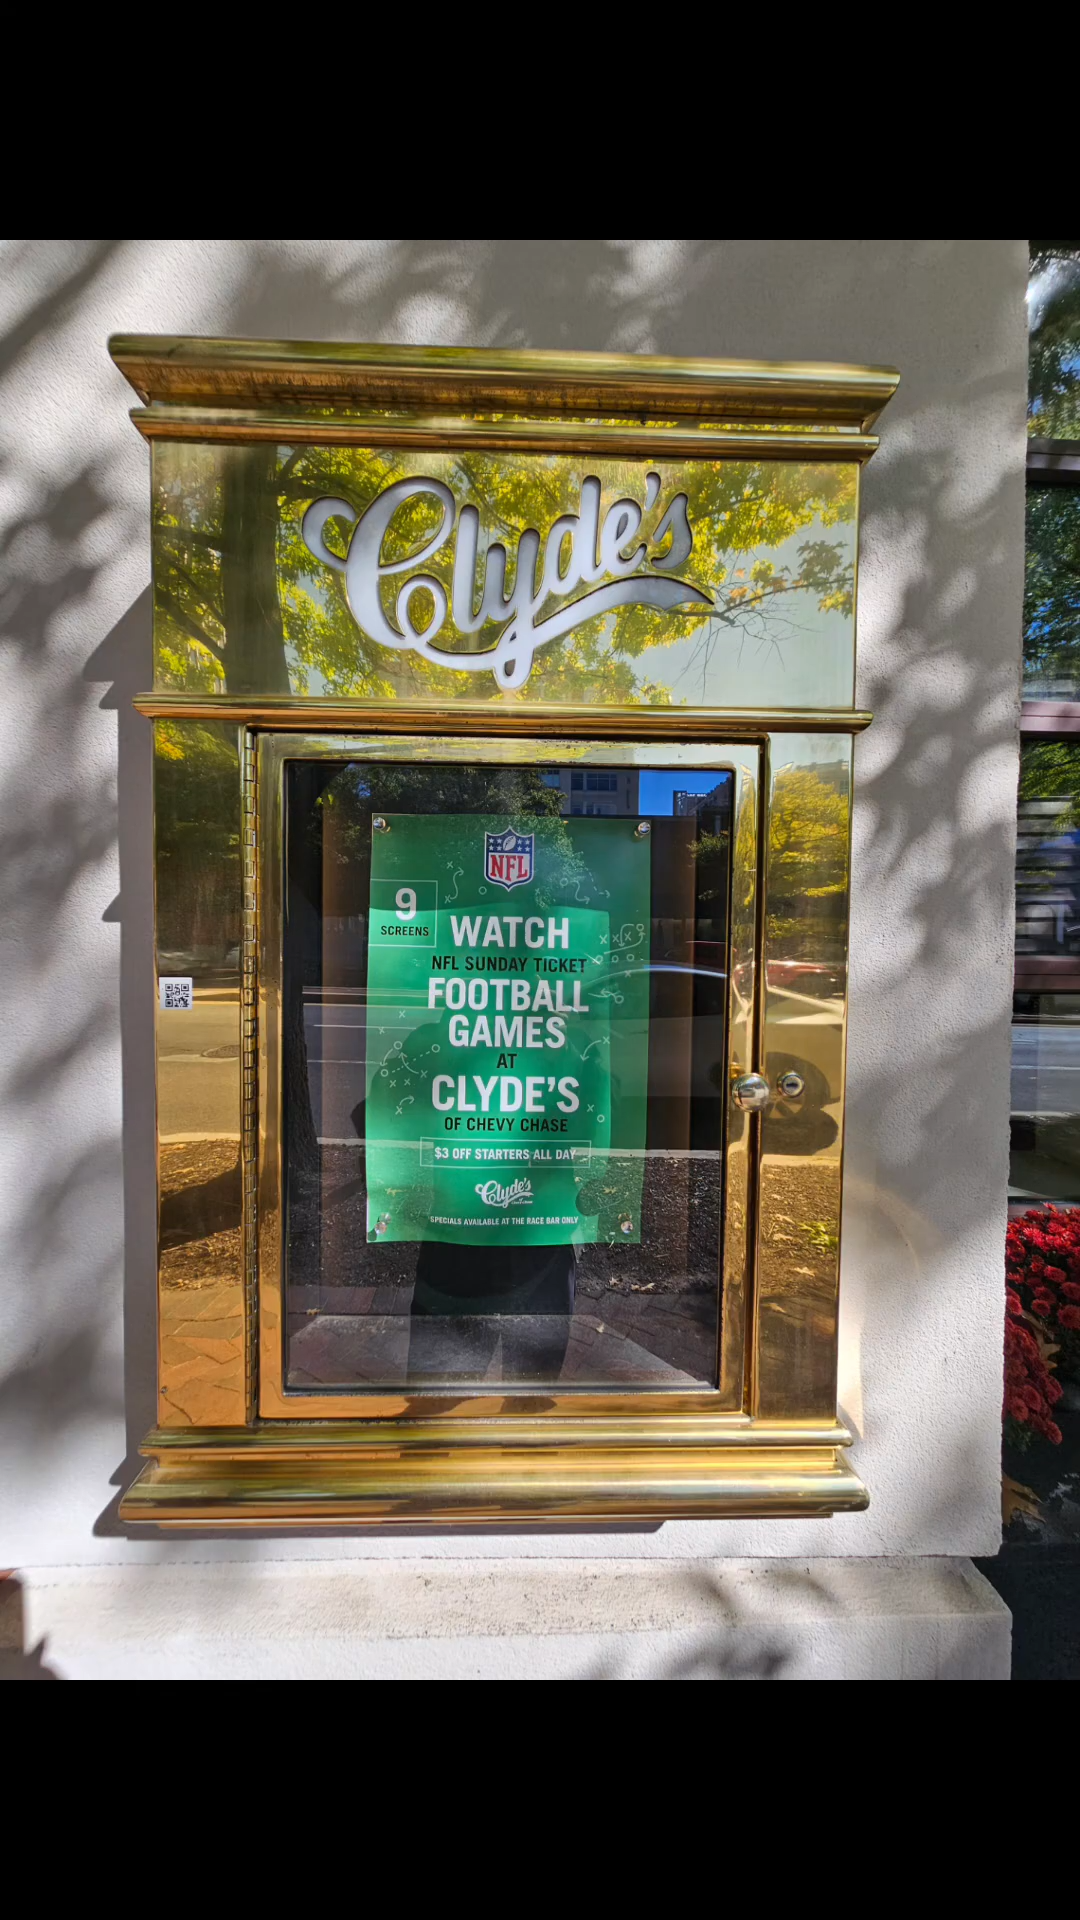 Clyde's
NFL
9
SCREENS
WATCH
NFL SUNDAY TICKET
FOOTBALL
GAMES
AT
CLYDE'S
OF CHEVY CHASE
$3 OFF STARTERS ALL DAY
Clyde's
SPECIALS AVAILABLE AT THE RACE BAR ONLY